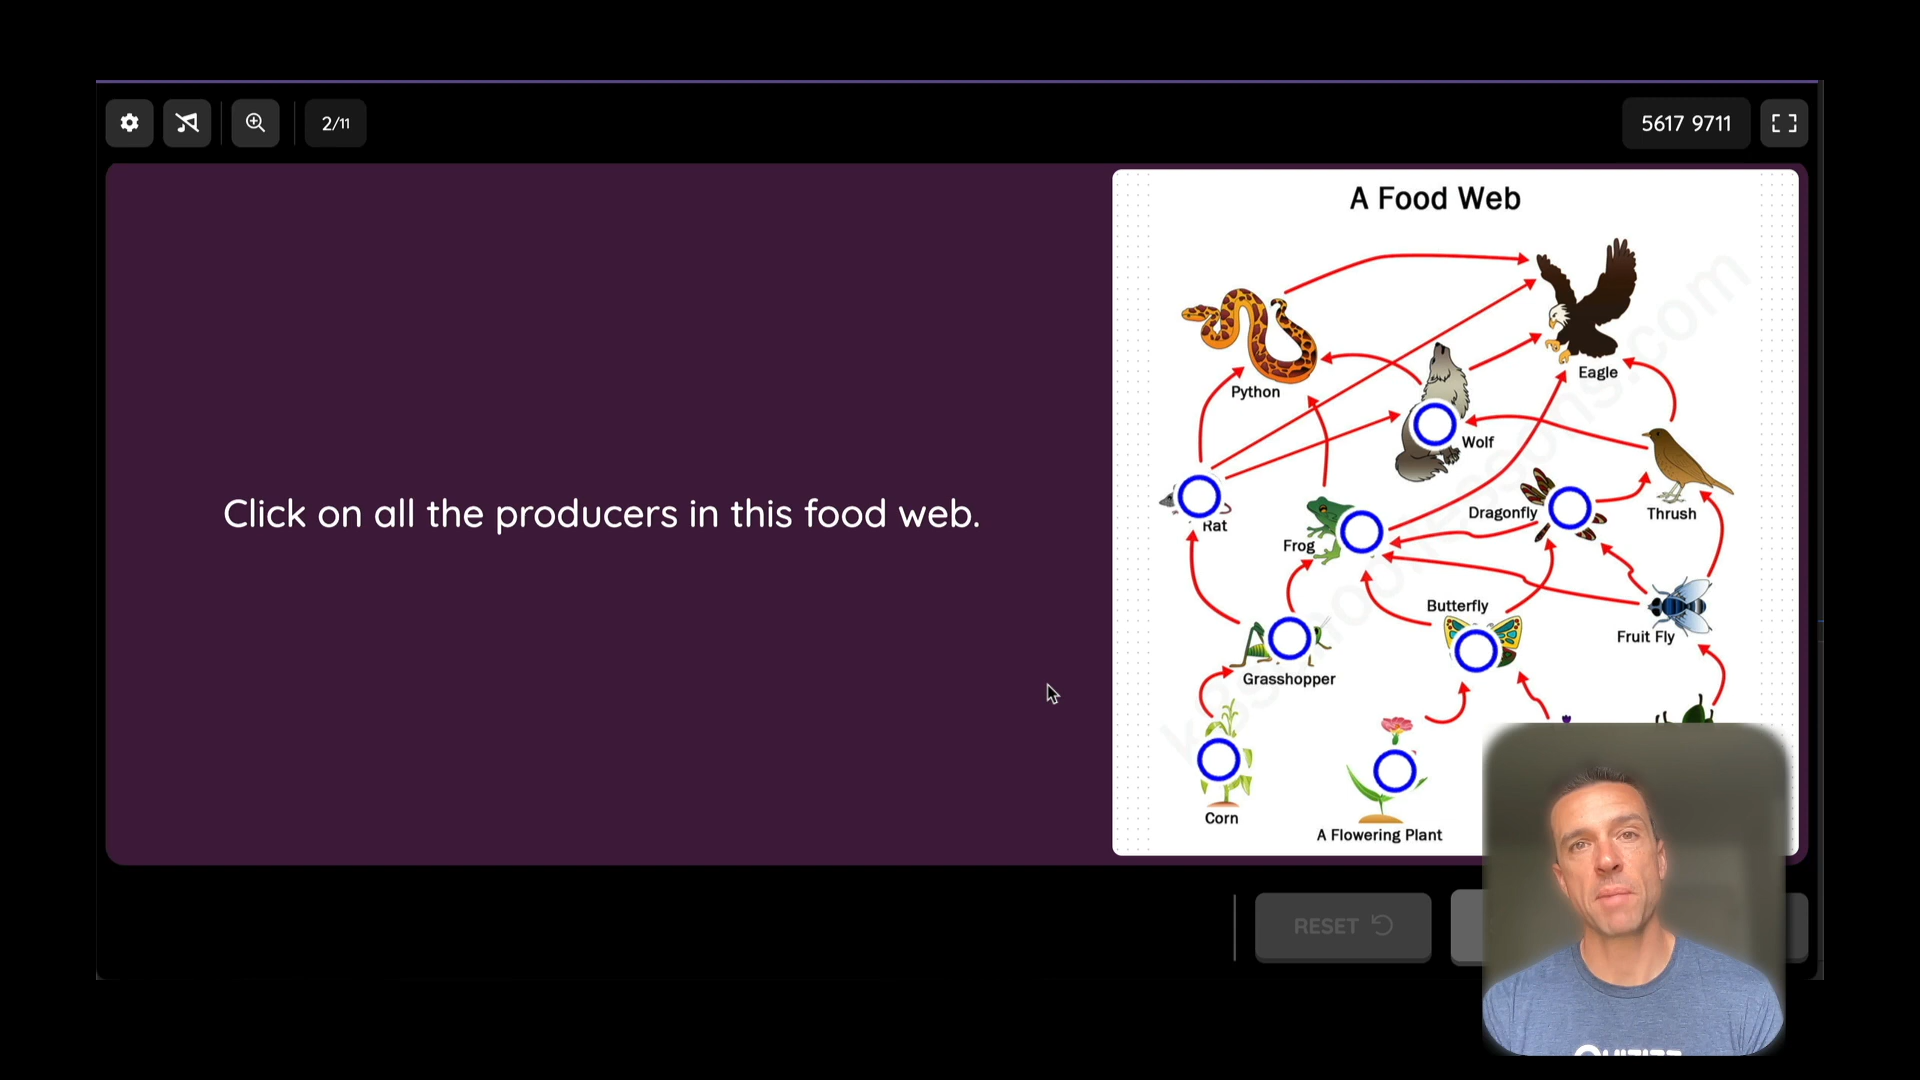 2/11
5617 9711
Click on all the producers in this food web.
A Food Web
Python
Eagle
Wolf
Rat
Frog
Dragonfly
Thrush
Butterfly
Fruit Fly
Grasshopper
Corn
A Flowering Plant
RESET